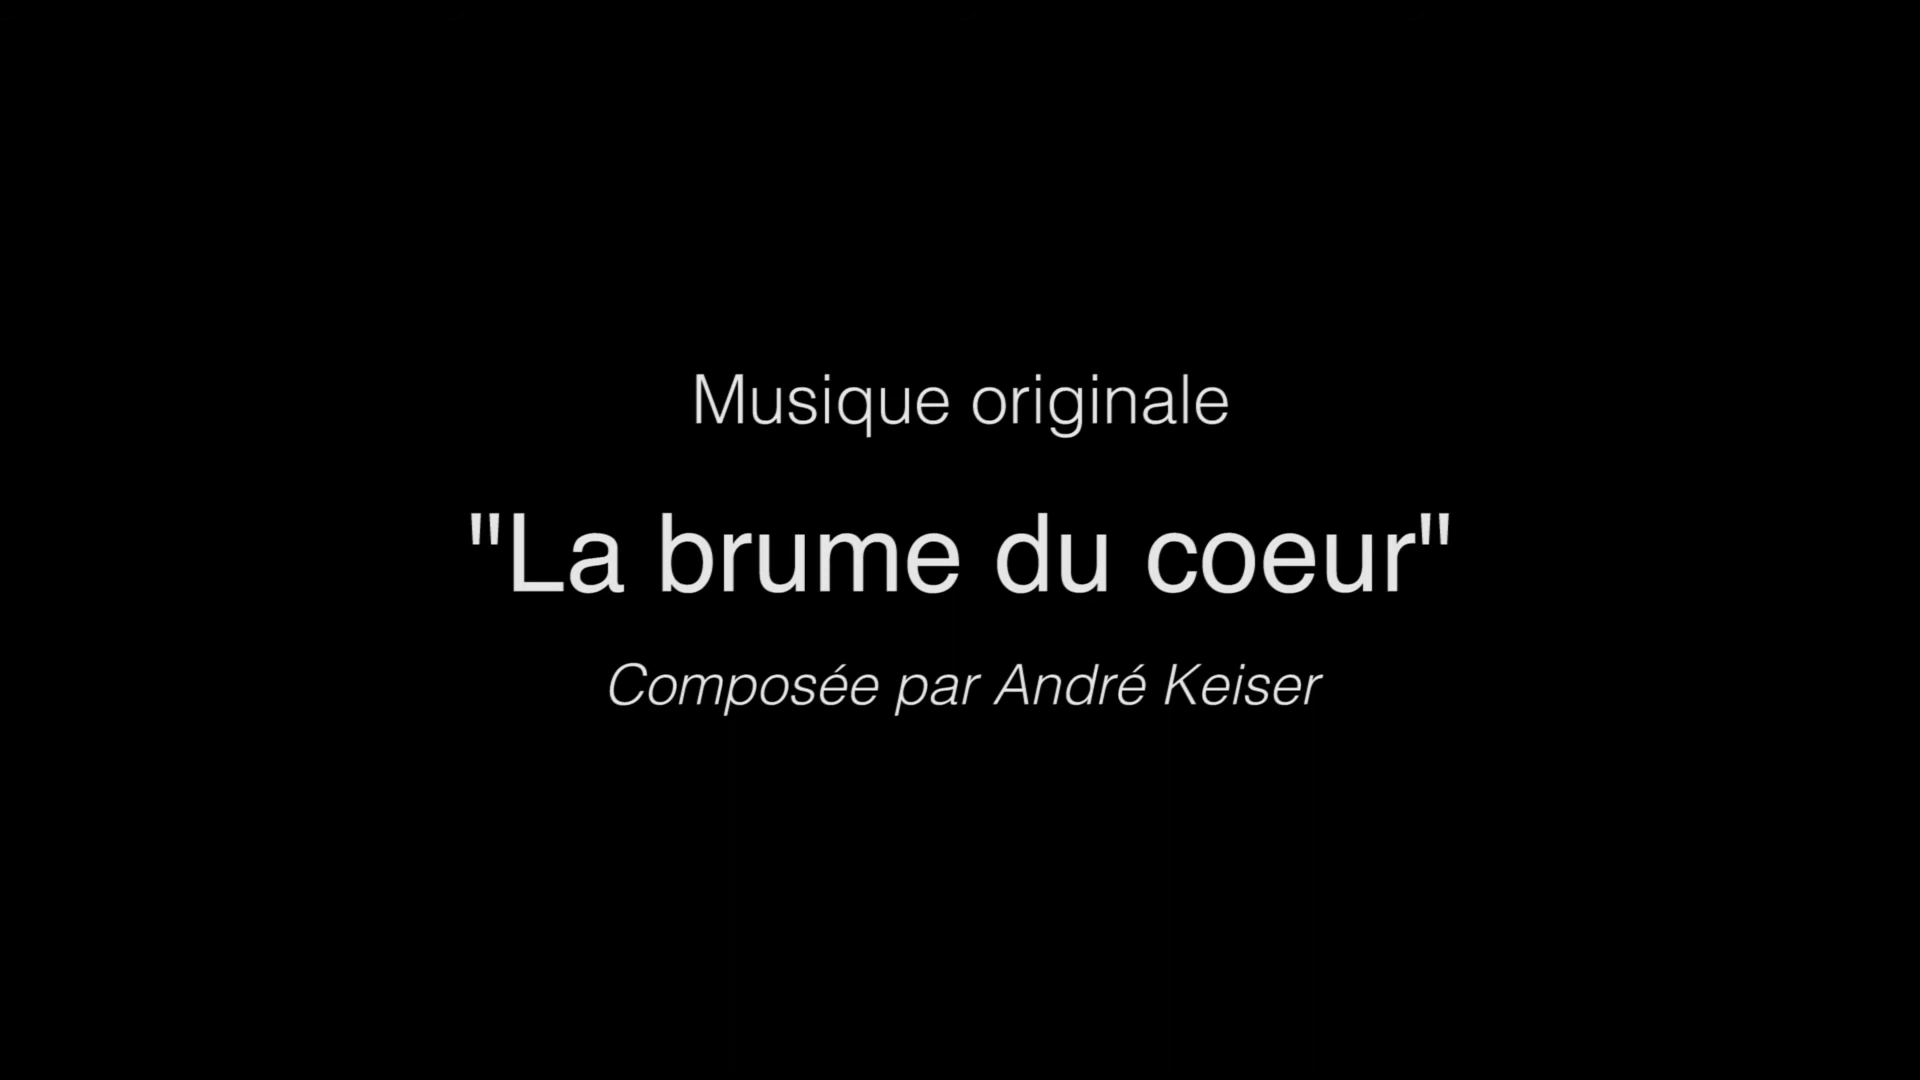 Musique originale
"La brume du coeur"
Composée par André Keiser